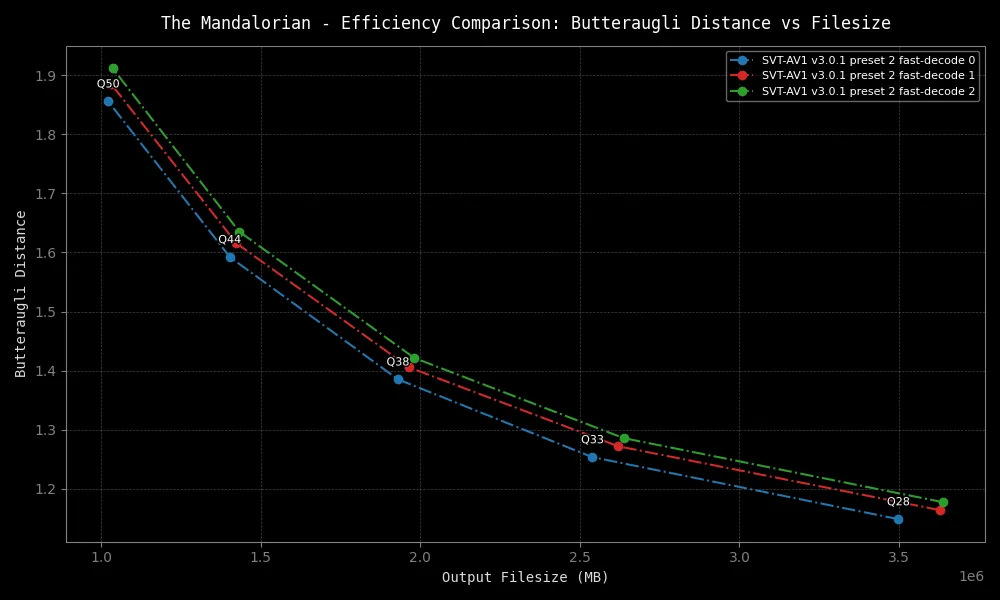 The Mandalorian - Efficiency Comparison: Butteraugli Distance vs Filesize
SVT-AV1 v3.0.1 preset 2 fast-decode 0
SVT-AV1 v3.0.1 preset 2 fast-decode 1
SVT-AV1 v3.0.1 preset 2 fast-decode 2
Butteraugli Distance
1.9
1.8
1.7
1.6
1.5
1.4
1.3
1.2
Q50
Q44
Q38
Q33
Q28
1.0 1.5 2.0 2.5 3.0 3.5
1e6
Output Filesize (MB)